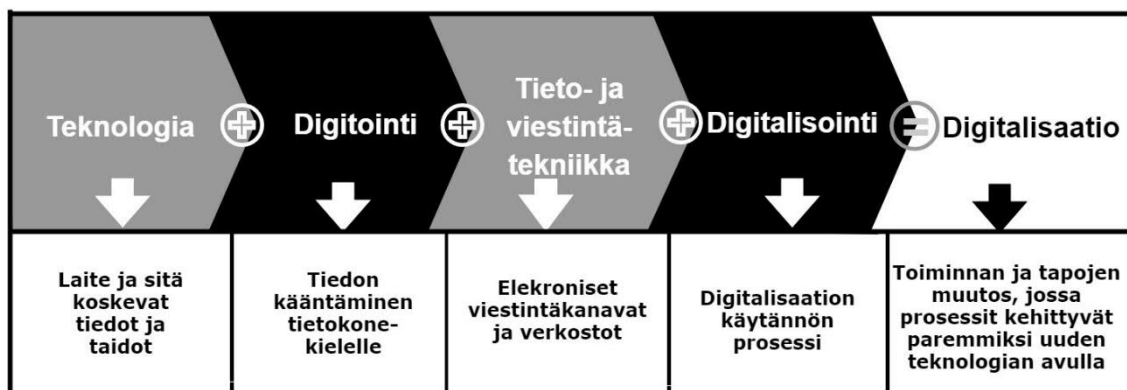 Teknologia
Digitointi
Tieto- ja
viestintä-
tekniikka
Digitalisointi
Digitalisaatio
Laite ja sitä
koskevat
tiedot ja
taidot
Tiedon
kääntäminen
tietokone-
kielelle
Elekroniset
viestintäkanavat
ja verkostot
Digitalisaation
käytännön
prosessi
Toiminnan ja tapojen
muutos, jossa
prosessit kehittyvät
paremmiksi uuden
teknologian avulla